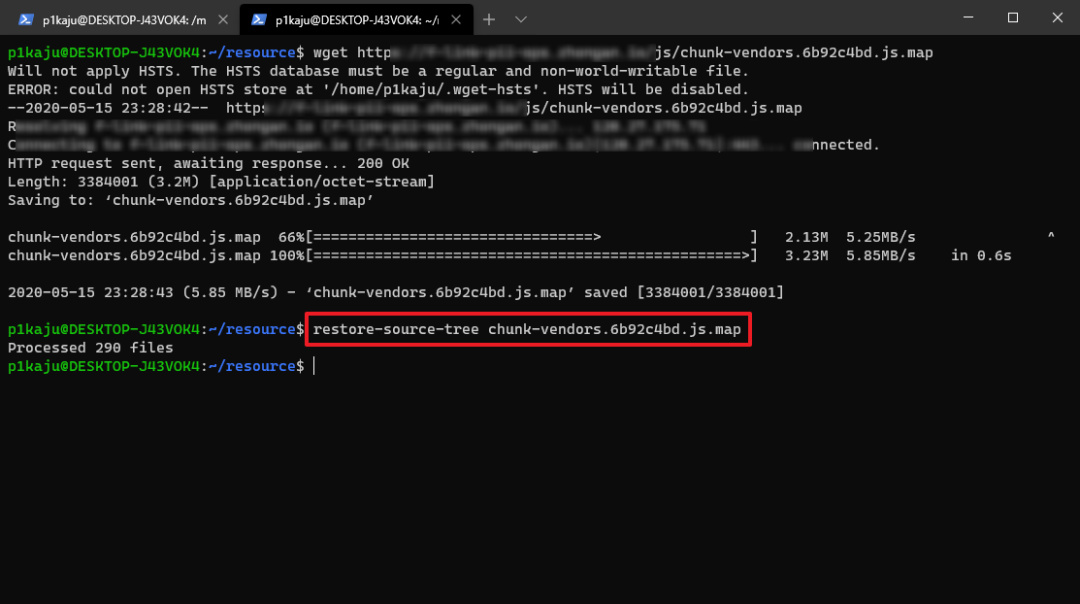 p1kaju@DESKTOP-J43VOK4: /m
p1kaju@DESKTOP-J43VOK4: ~/
p1kaju@DESKTOP-J43VOK4:~/resource$ wget http js/chunk-vendors.6b92c4bd.js.map
Will not apply HSTS. The HSTS database must be a regular and non-world-writable file.
ERROR: could not open HSTS store at '/home/p1kaju/.wget-hsts'. HSTS will be disabled.
--2020-05-15 23:28:42-- https js/chunk-vendors.6b92c4bd.js.map
connected.
HTTP request sent, awaiting response... 200 OK
Length: 3384001 (3.2M) [application/octet-stream]
Saving to: ‘chunk-vendors.6b92c4bd.js.map’
chunk-vendors.6b92c4bd.js.map 66%[================================> ] 2.13M 5.25MB/s ^
chunk-vendors.6b92c4bd.js.map 100%[=================================================>] 3.23M 5.85MB/s in 0.6s
2020-05-15 23:28:43 (5.85 MB/s) - ‘chunk-vendors.6b92c4bd.js.map’ saved [3384001/3384001]
p1kaju@DESKTOP-J43VOK4:~/resource$ restore-source-tree chunk-vendors.6b92c4bd.js.map
Processed 290 files
p1kaju@DESKTOP-J43VOK4:~/resource$